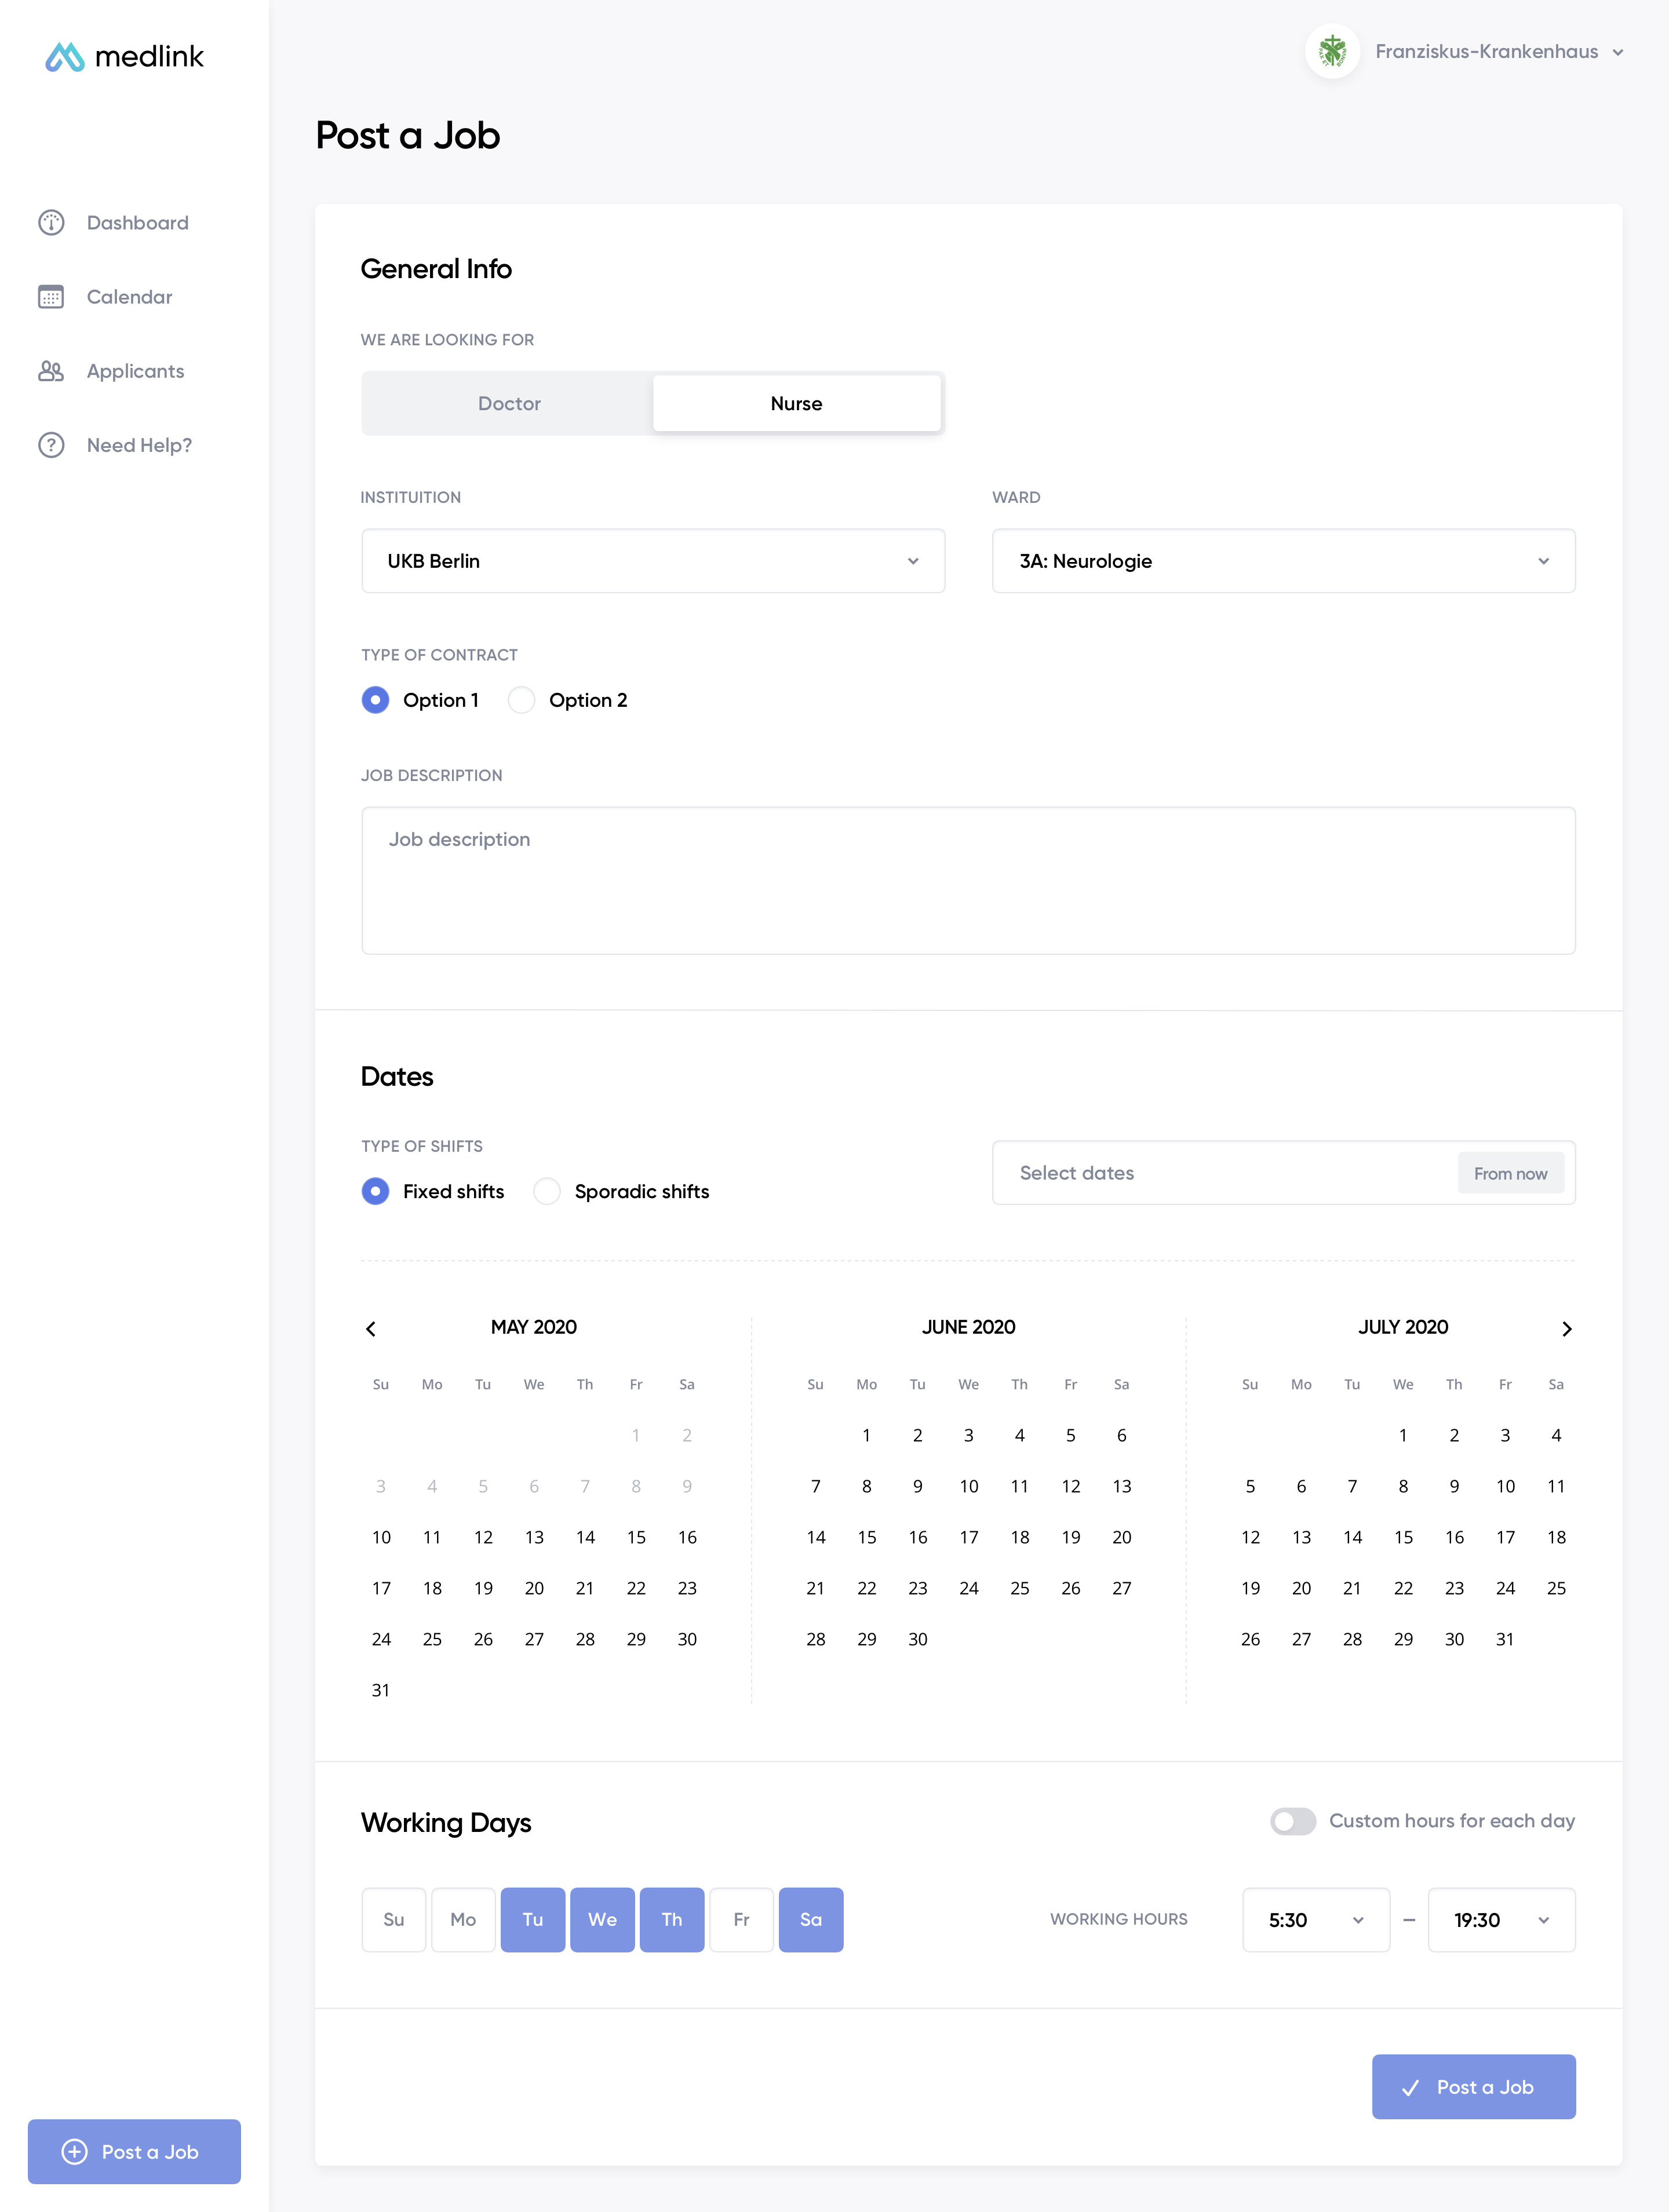 medlink
Franziskus-Krankenhaus
Post a Job
Dashboard
Calendar
Applicants
Need Help?
General Info
WE ARE LOOKING FOR
Doctor Nurse
INSTITUITION WARD
UKB Berlin 3A: Neurologie
TYPE OF CONTRACT
Option 1 Option 2
JOB DESCRIPTION
Job description
Dates
TYPE OF SHIFTS
Select dates From now
Fixed shifts Sporadic shifts
MAY 2020 JUNE 2020 JULY 2020
Su Mo Tu We Th Fr Sa Su Mo Tu We Th Fr Sa Su Mo Tu We Th Fr Sa
1 2 1 2 3 4 5 6 1 2 3 4
3 4 5 6 7 8 9 7 8 9 10 11 12 13 5 6 7 8 9 10 11
10 11 12 13 14 15 16 14 15 16 17 18 19 20 12 13 14 15 16 17 18
17 18 19 20 21 22 23 21 22 23 24 25 26 27 19 20 21 22 23 24 25
24 25 26 27 28 29 30 28 29 30 26 27 28 29 30 31
31
Working Days Custom hours for each day
Su Mo Tu We Th Fr Sa WORKING HOURS 5:30 – 19:30
Post a Job
Post a Job